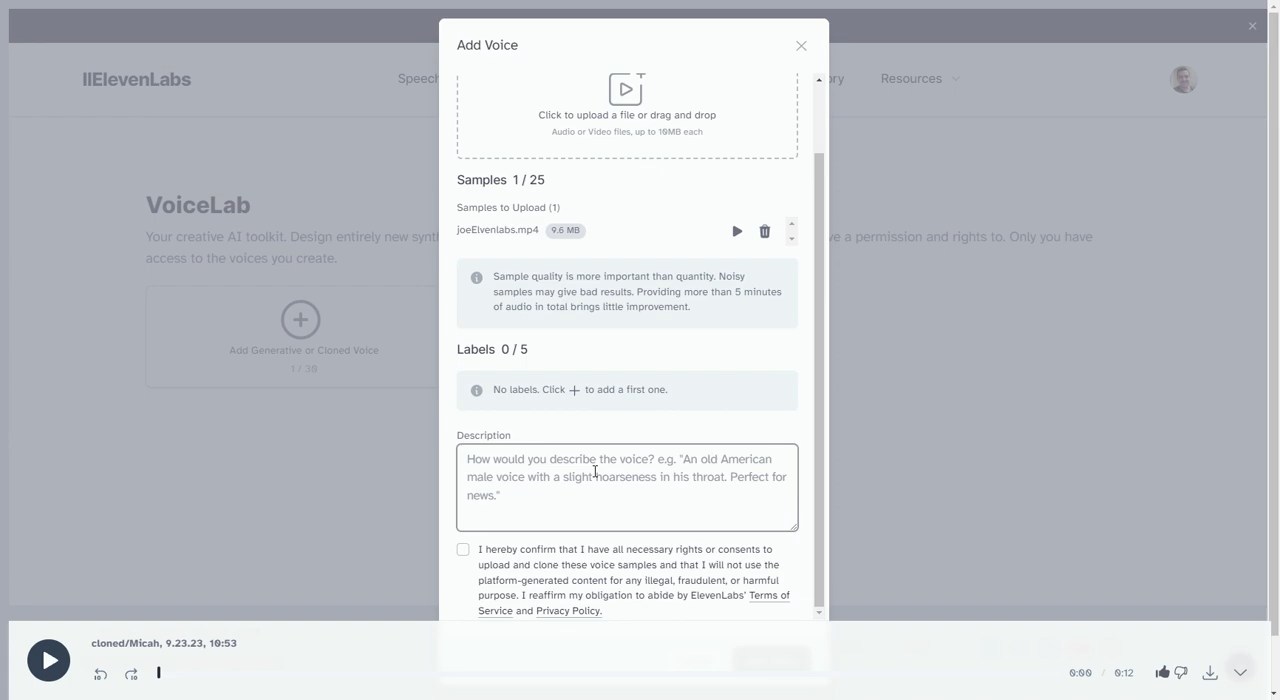 Add Voice
IIElevenLabs
Speech
ory
Resources
Click to upload a file or drag and drop
Audio or Video files, up to 10MB each
Samples 1 / 25
Samples to Upload (1)
joeElvenlabs.mp4 9.6 MB
Sample quality is more important than quantity. Noisy
samples may give bad results. Providing more than 5 minutes
of audio in total brings little improvement.
Labels 0 / 5
No labels. Click + to add a first one.
Description
How would you describe the voice? e.g. "An old American
male voice with a slight hoarseness in his throat. Perfect for
news."
I hereby confirm that I have all necessary rights or consents to
upload and clone these voice samples and that I will not use the
platform-generated content for any illegal, fraudulent, or harmful
purpose. I reaffirm my obligation to abide by ElevenLabs' Terms of
Service and Privacy Policy.
VoiceLab
Your creative AI toolkit. Design entirely new synt
e a permission and rights to. Only you have
access to the voices you create.
Add Generative or Cloned Voice
1 / 30
cloned/Micah, 9.23.23, 10:53
10 10
0:00 / 0:12